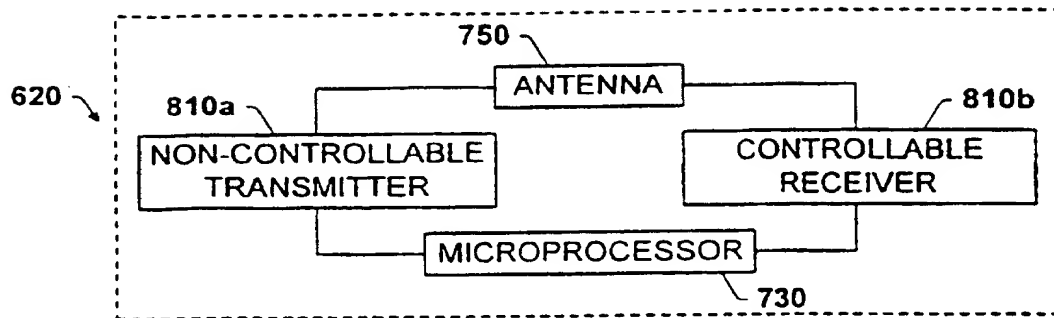 750
ANTENNA
620
810a
810b
NON-CONTROLLABLE
TRANSMITTER
CONTROLLABLE
RECEIVER
MICROPROCESSOR
730